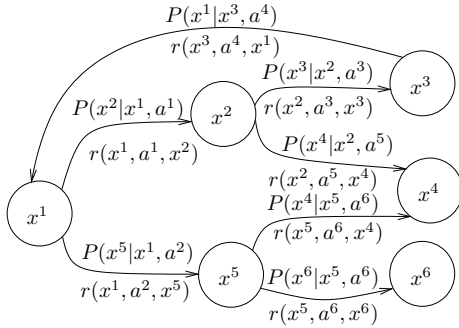 P(x^1|x^3, a^4)
r(x^3, a^4, x^1)
P(x^3|x^2, a^3)
x^3
P(x^2|x^1, a^1)
x^2
r(x^2, a^3, x^3)
r(x^1, a^1, x^2)
P(x^4|x^2, a^5)
r(x^2, a^5, x^4)
x^4
x^1
P(x^4|x^5, a^6)
r(x^5, a^6, x^4)
P(x^5|x^1, a^2)
x^5
P(x^6|x^5, a^6)
x^6
r(x^1, a^2, x^5)
r(x^5, a^6, x^6)